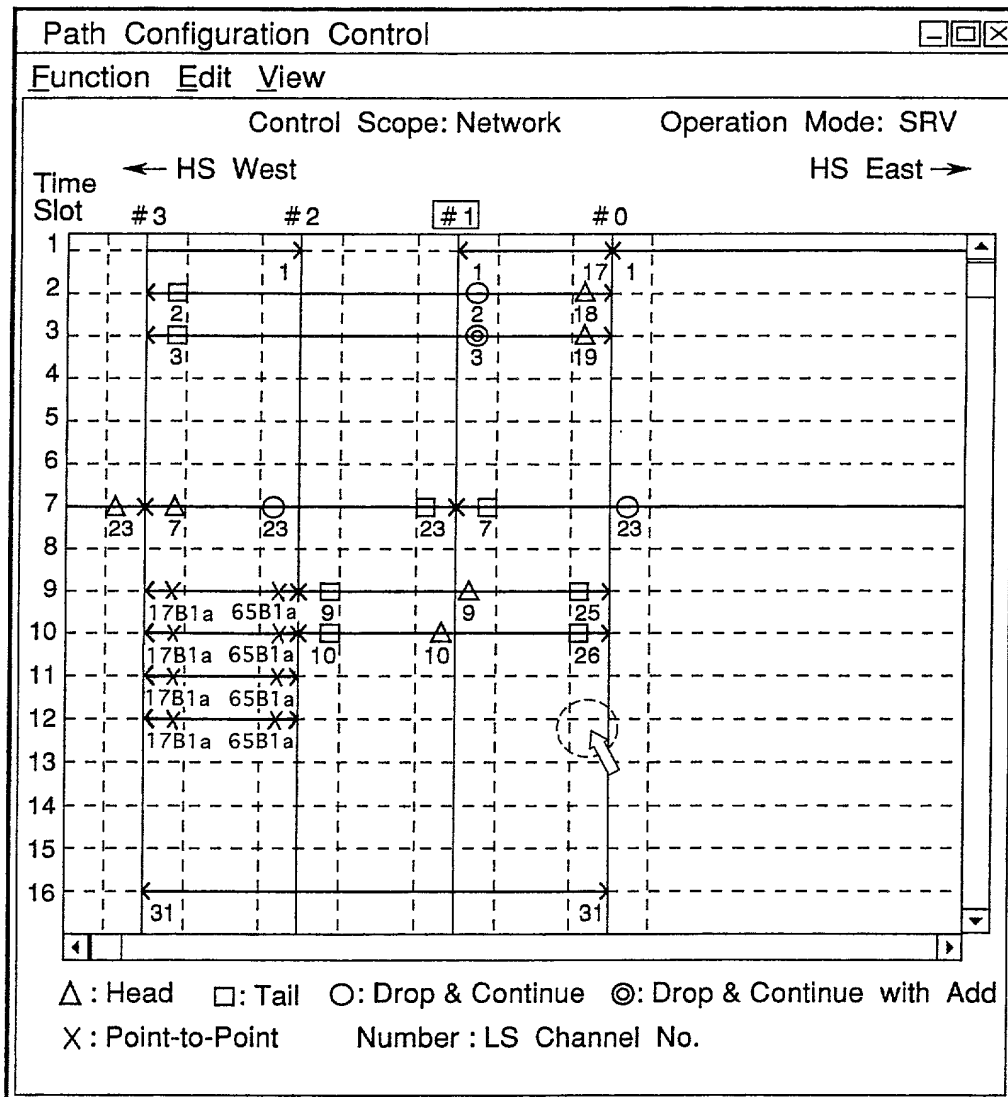 Path Configuration Control
Function Edit View
Control Scope: Network Operation Mode: SRV
← HS West HS East →
Time
Slot
#3 #2 #1 #0
1
1 1 17 1
2
2 2 18
3
3 3 19
4
5
6
7
23 7 23 23 7 23
8
9
17B1a 65B1a 9 9 25
10
17B1a 65B1a 10 10 26
11
17B1a 65B1a
12
17B1a 65B1a
13
14
15
16
31 31
△: Head □: Tail ○: Drop & Continue ◎: Drop & Continue with Add
X: Point-to-Point Number: LS Channel No.